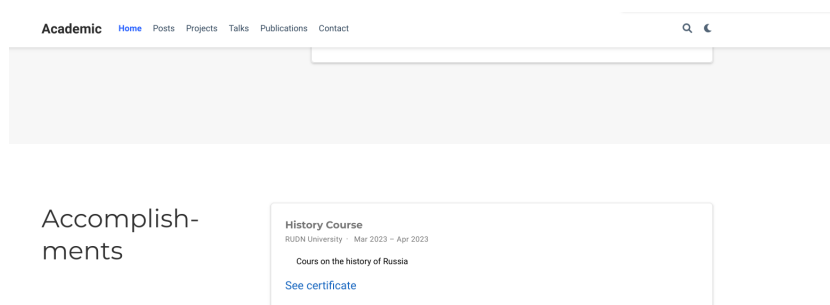 Academic Home Posts Projects Talks Publications Contact
Accomplish-
ments
History Course
RUDN University · Mar 2023 – Apr 2023
Cours on the history of Russia
See certificate